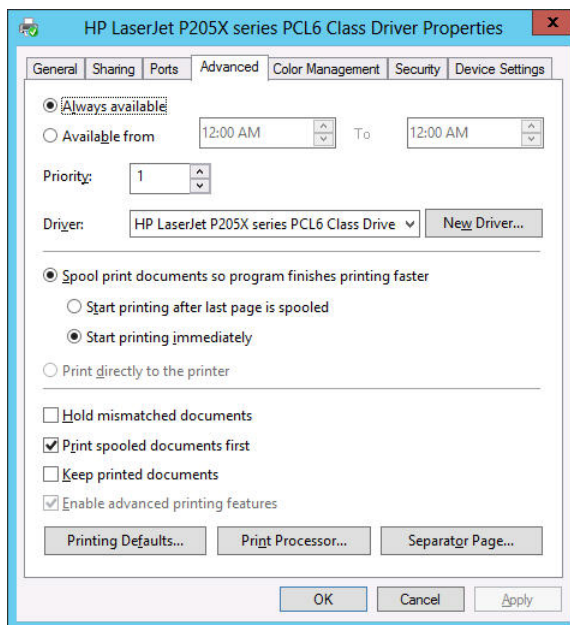 HP LaserJet P205X series PCL6 Class Driver Properties
x
General Sharing Ports Advanced Color Management Security Device Settings
Always available
Available from 12:00 AM To 12:00 AM
Priority: 1
Driver: HP LaserJet P205X series PCL6 Class Drive New Driver...
Spool print documents so program finishes printing faster
Start printing after last page is spooled
Start printing immediately
Print directly to the printer
Hold mismatched documents
Print spooled documents first
Keep printed documents
Enable advanced printing features
Printing Defaults... Print Processor... Separator Page...
OK Cancel Apply